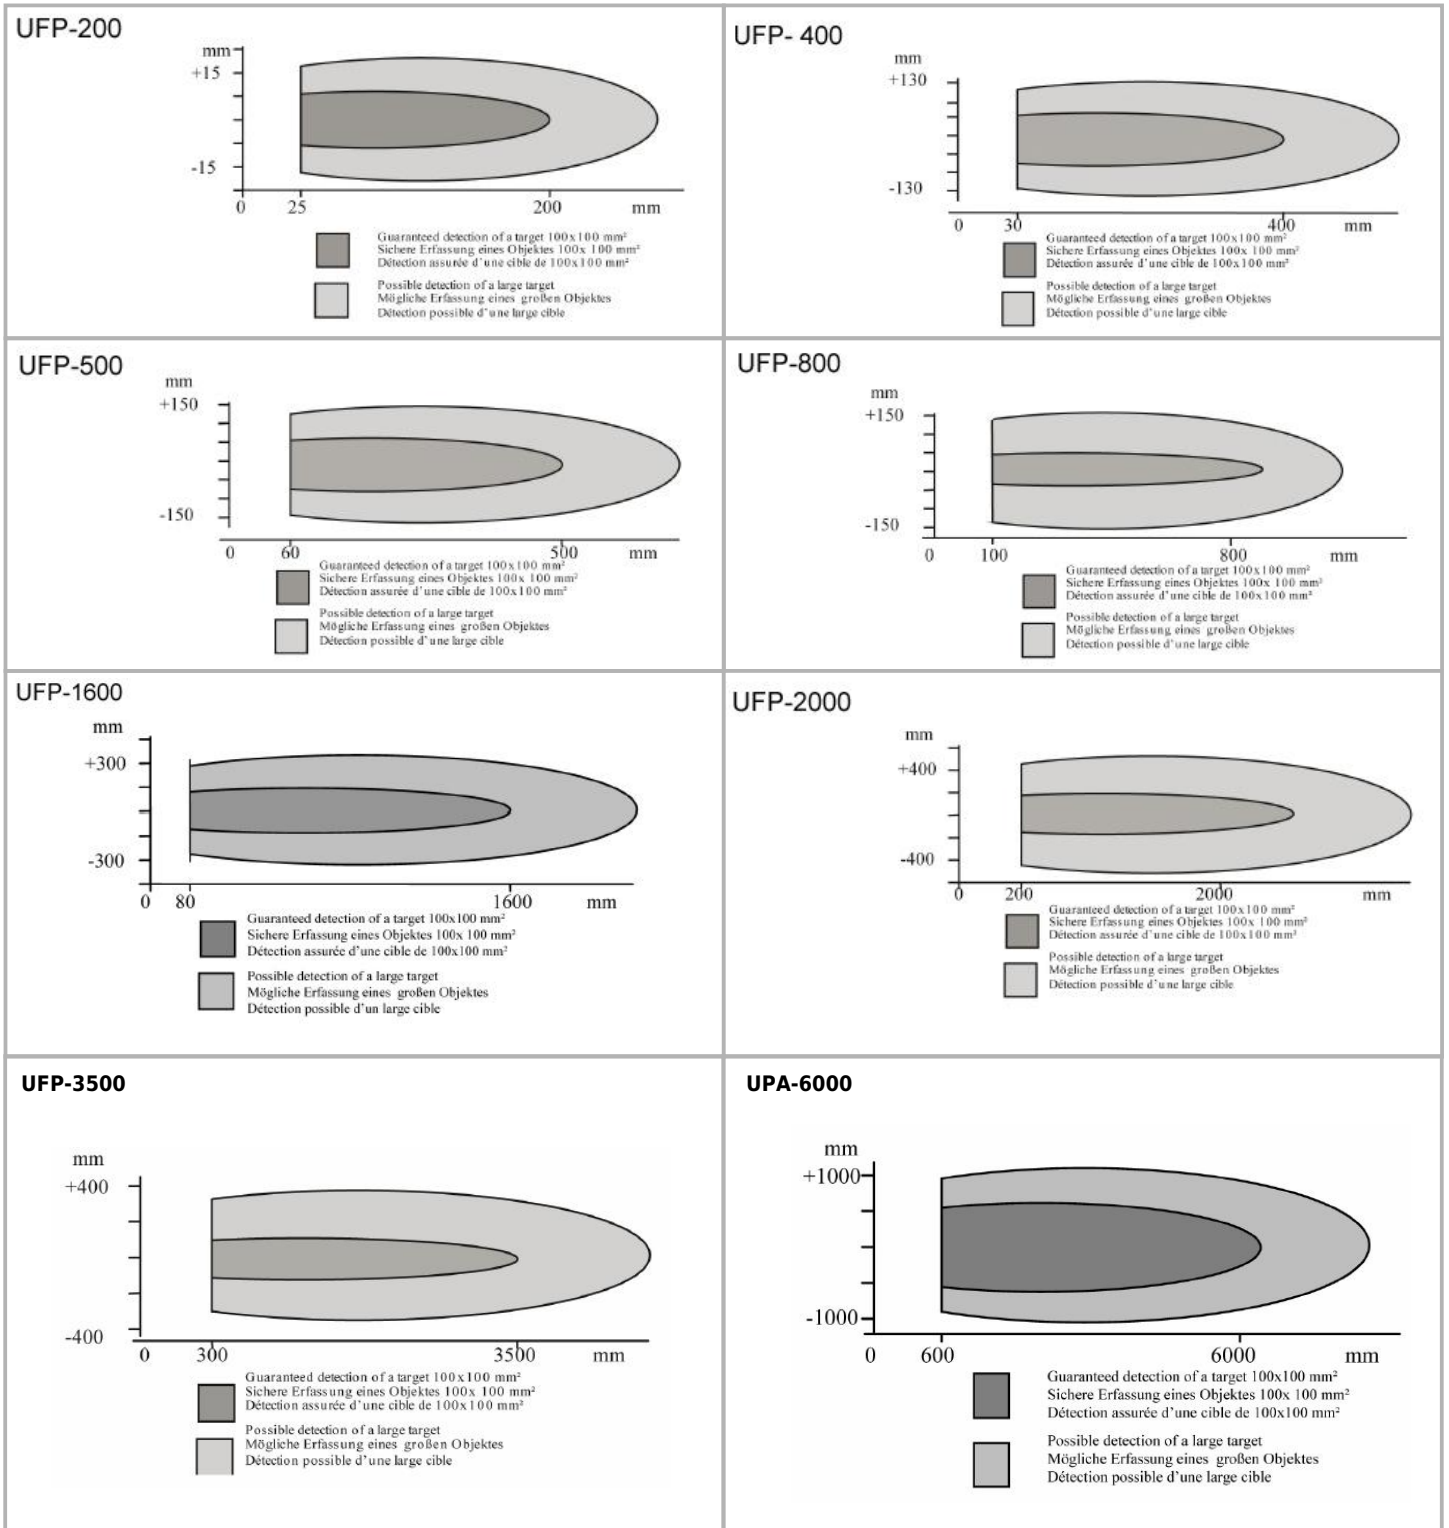 UFP-200
mm
+15
-15
0 25 200 mm
Guaranteed detection of a target 100x100 mm²
Sichere Erfassung eines Objektes 100x 100 mm²
Détection assurée d'une cible de 100x100 mm²
Possible detection of a large target
Mögliche Erfassung eines großen Objektes
Détection possible d'une large cible
UFP- 400
mm
+130
-130
0 30 400 mm
Guaranteed detection of a target 100x100 mm²
Sichere Erfassung eines Objektes 100x 100 mm²
Détection assurée d'une cible de 100x100 mm²
Possible detection of a large target
Mögliche Erfassung eines großen Objektes
Détection possible d'une large cible
UFP-500
mm
+150
-150
0 60 500 mm
Guaranteed detection of a target 100x100 mm²
Sichere Erfassung eines Objektes 100x 100 mm²
Détection assurée d'une cible de 100x100 mm²
Possible detection of a large target
Mögliche Erfassung eines großen Objektes
Détection possible d'une large cible
UFP-800
mm
+150
-150
0 100 800 mm
Guaranteed detection of a target 100x100 mm²
Sichere Erfassung eines Objektes 100x 100 mm²
Détection assurée d'une cible de 100x100 mm²
Possible detection of a large target
Mögliche Erfassung eines großen Objektes
Détection possible d'une large cible
UFP-1600
mm
+300
-300
0 80 1600 mm
Guaranteed detection of a target 100x100 mm²
Sichere Erfassung eines Objektes 100x 100 mm²
Détection assurée d'une cible de 100x100 mm²
Possible detection of a large target
Mögliche Erfassung eines großen Objektes
Détection possible d'un large cible
UFP-2000
mm
+400
-400
0 200 2000 mm
Guaranteed detection of a target 100x100 mm²
Sichere Erfassung eines Objektes 100x 100 mm²
Détection assurée d'une cible de 100x100 mm²
Possible detection of a large target
Mögliche Erfassung eines großen Objektes
Détection possible d'une large cible
UFP-3500
mm
+400
-400
0 300 3500 mm
Guaranteed detection of a target 100x100 mm²
Sichere Erfassung eines Objektes 100x 100 mm²
Détection assurée d'une cible de 100x100 mm²
Possible detection of a large target
Mögliche Erfassung eines großen Objektes
Détection possible d'une large cible
UPA-6000
mm
+1000
-1000
0 600 6000 mm
Guaranteed detection of a target 100x100 mm²
Sichere Erfassung eines Objektes 100x 100 mm²
Détection assurée d'une cible de 100x100 mm²
Possible detection of a large target
Mögliche Erfassung eines großen Objektes
Détection possible d'une large cible